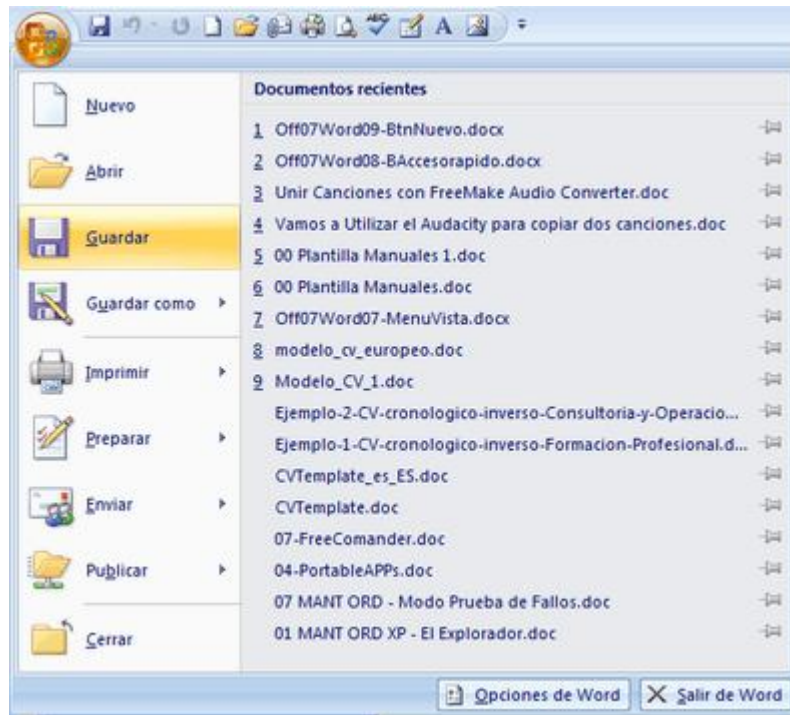 Nuevo
Abrir
Guardar
Guardar como
Imprimir
Preparar
Enviar
Publicar
Cerrar
Documentos recientes
1 Off07Word09-BtnNuevo.docx
2 Off07Word08-BAccesorapido.docx
3 Unir Canciones con FreeMake Audio Converter.doc
4 Vamos a Utilizar el Audacity para copiar dos canciones.doc
5 00 Plantilla Manuales 1.doc
6 00 Plantilla Manuales.doc
7 Off07Word07-MenuVista.docx
8 modelo_cv_europeo.doc
9 Modelo_CV_1.doc
Ejemplo-2-CV-cronologico-inverso-Consultoria-y-Operacio...
Ejemplo-1-CV-cronologico-inverso-Formacion-Profesional.d...
CVTemplate_es_ES.doc
CVTemplate.doc
07-FreeComander.doc
04-PortableAPPs.doc
07 MANT ORD - Modo Prueba de Fallos.doc
01 MANT ORD XP - El Explorador.doc
Opciones de Word
Salir de Word